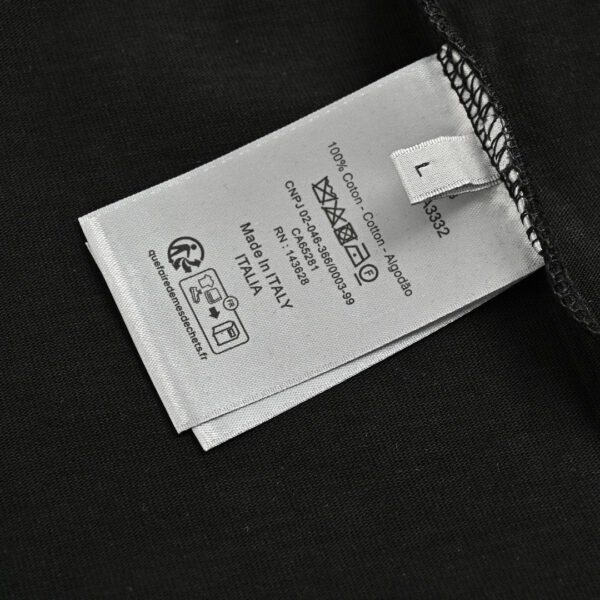 L
A3332
100% Coton - Cotton - Algodão
F
CNPJ 02-046-366/0003-99
CA65281
RN : 143628
Made In ITALY
ITALIA
FR
quefairedemesdechets.fr